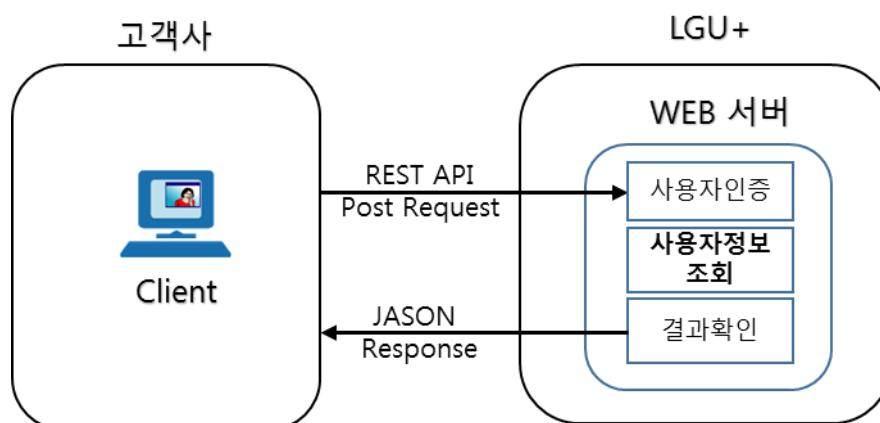 고객사
LGU+
WEB 서버
REST API
Post Request
사용자인증
사용자정보
조회
Client
JASON
Response
결과확인